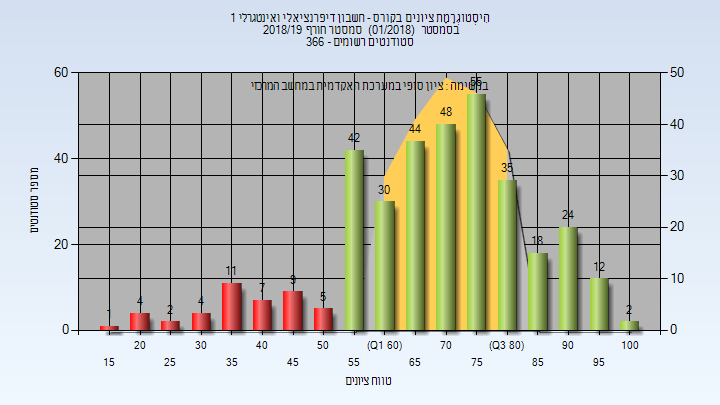 הִיסטוגְרָמַת ציונים בקורס - חשבון דיפרנציאלי ואינטגרלי 1
בסמסטר (01/2018) סמסטר חורף 2018/19
סטודנטים רשומים - 366
ברשימה: ציון סופי במערכת האקדמית במחשב המרכזי
60 40 20 0
מספר סטודנטים
50 40 30 20 10 0
1 4 2 4 11 7 9 5 42 30 44 48 55 35 18 24 12 2
20 30 40 50 (Q1 60) 70 (Q3 80) 90 100
15 25 35 45 55 65 75 85 95
טווח ציונים